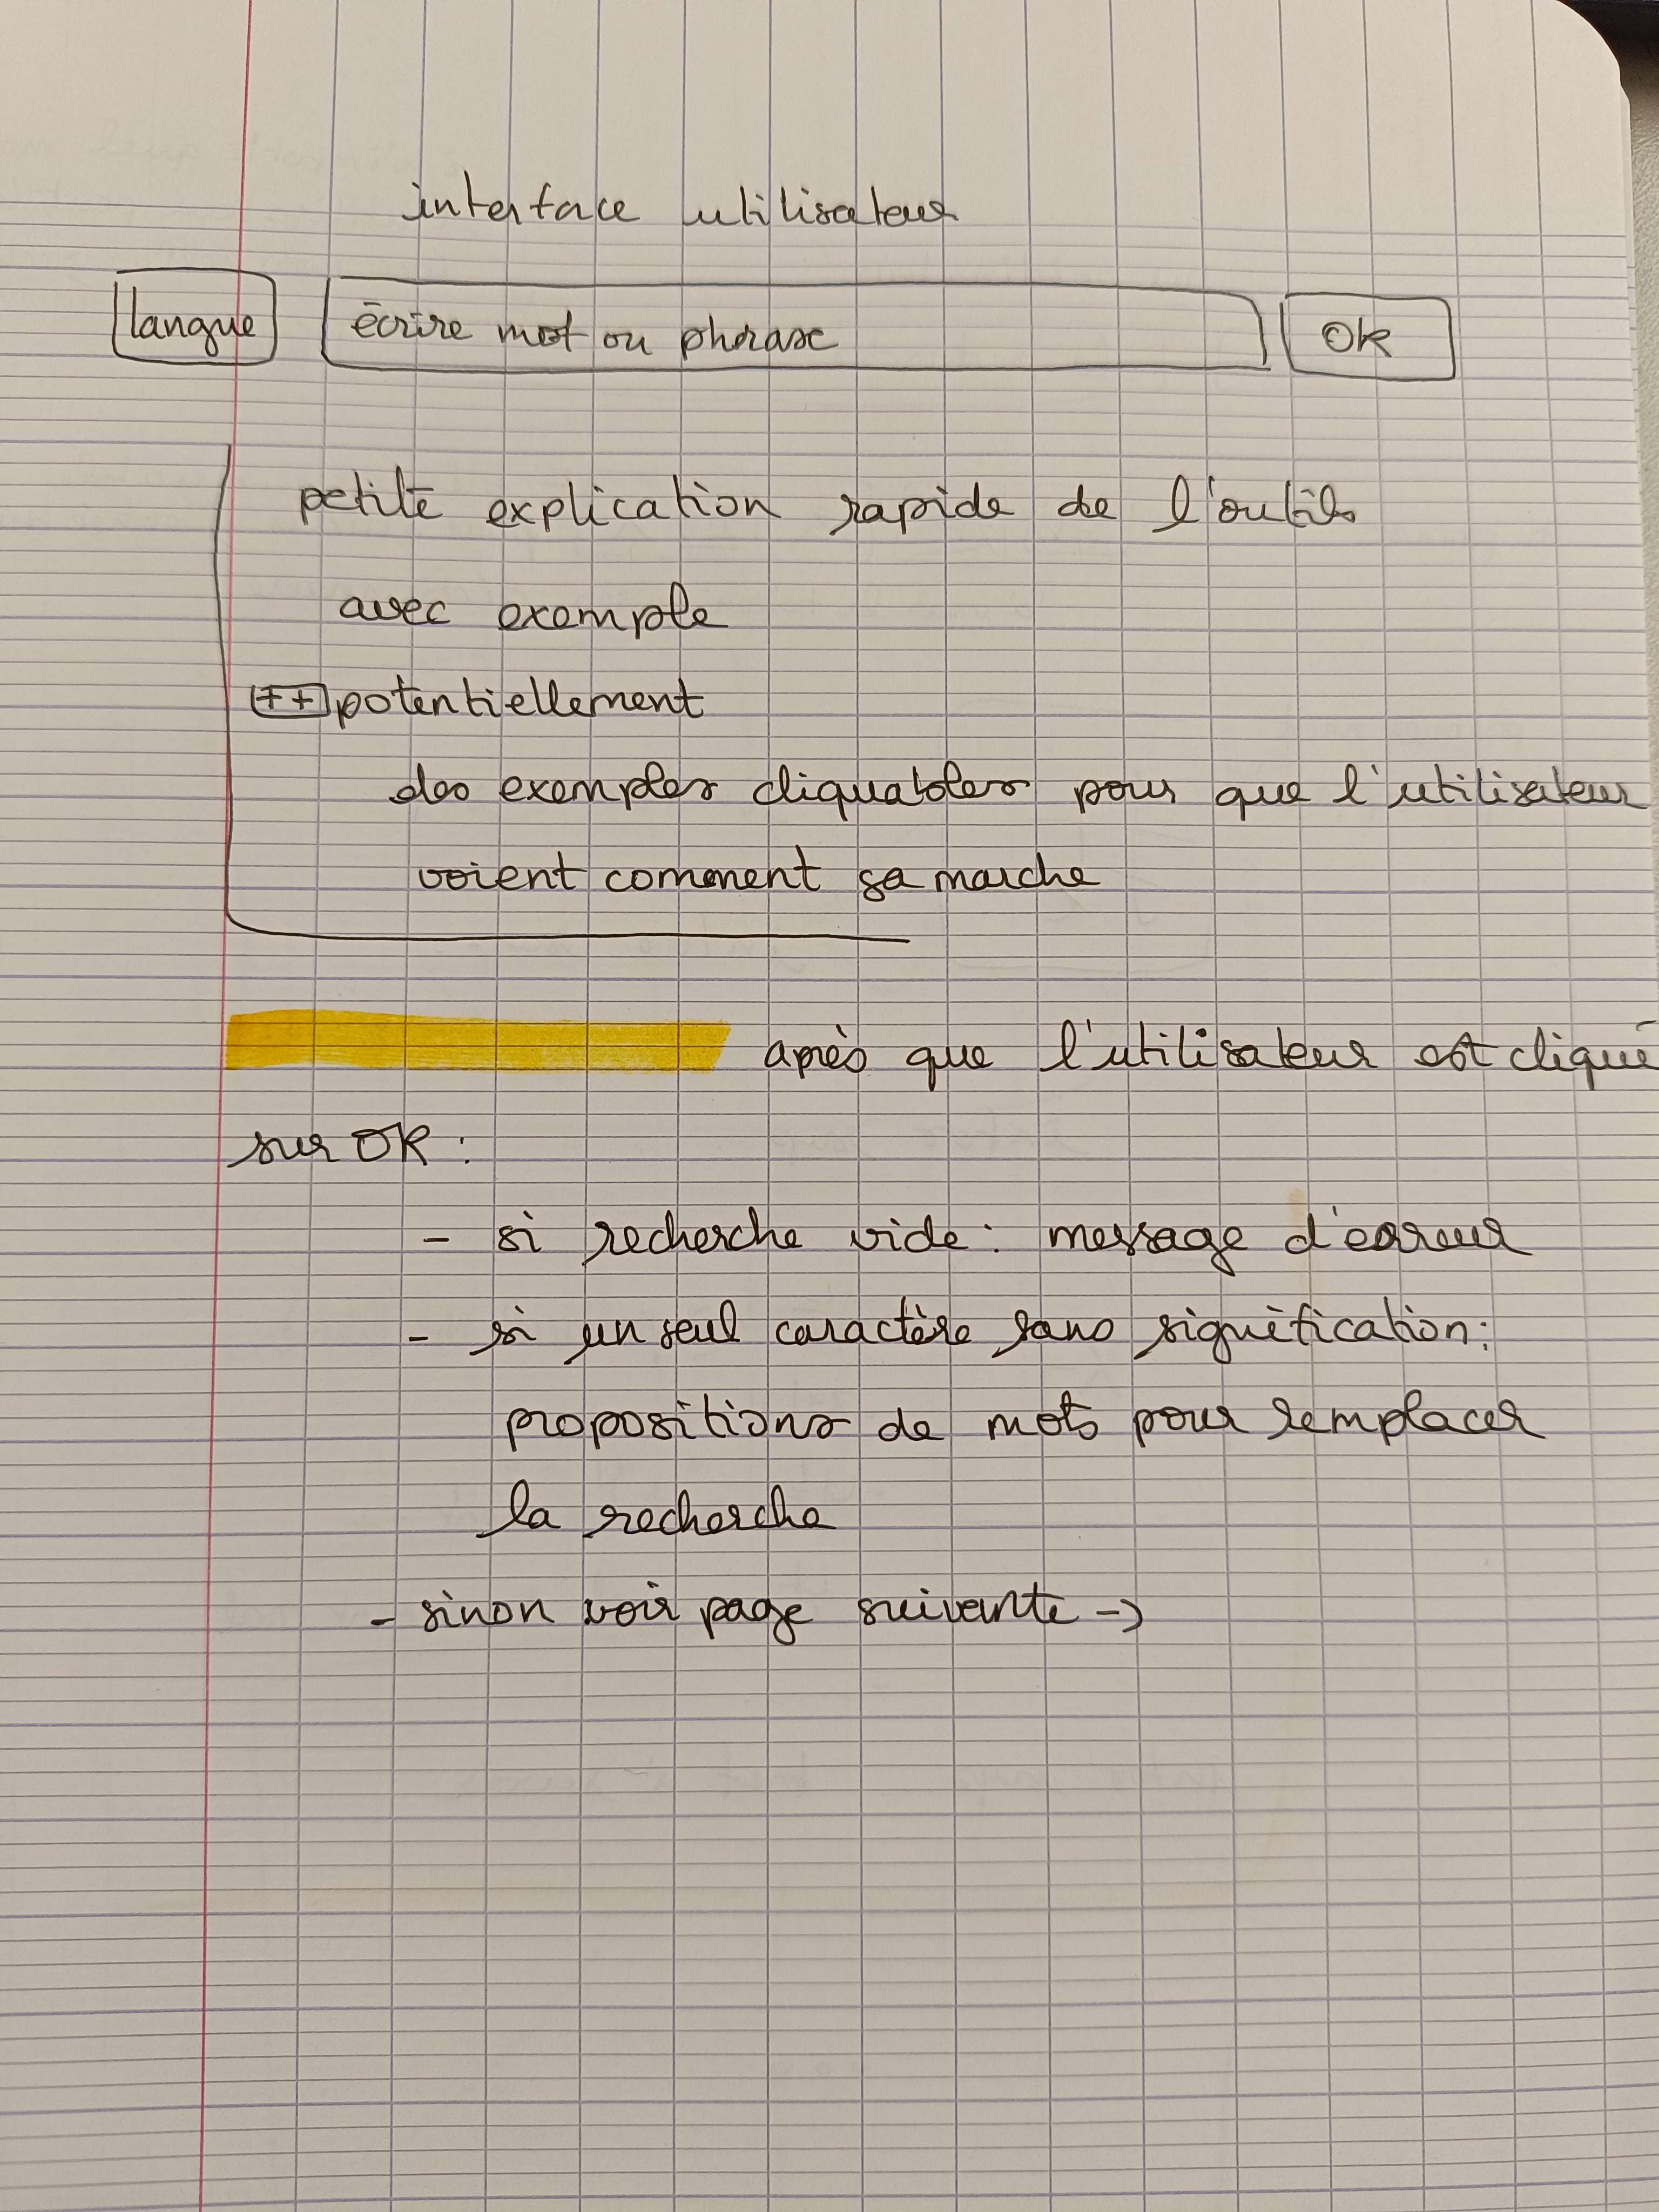 interface utilisateur
langue écrire mot ou phrase OK
petite explication rapide de l'outils
avec exemple
++ potentiellement
des exemples cliquables pour que l'utilisateur
voient comment sa marche
après que l'utilisateur est cliqué
sur OK :
- si recherche vide : message d'erreur
- si un seul caractère sans signification :
propositions de mots pour remplacer
la recherche
- sinon voir page suivante →